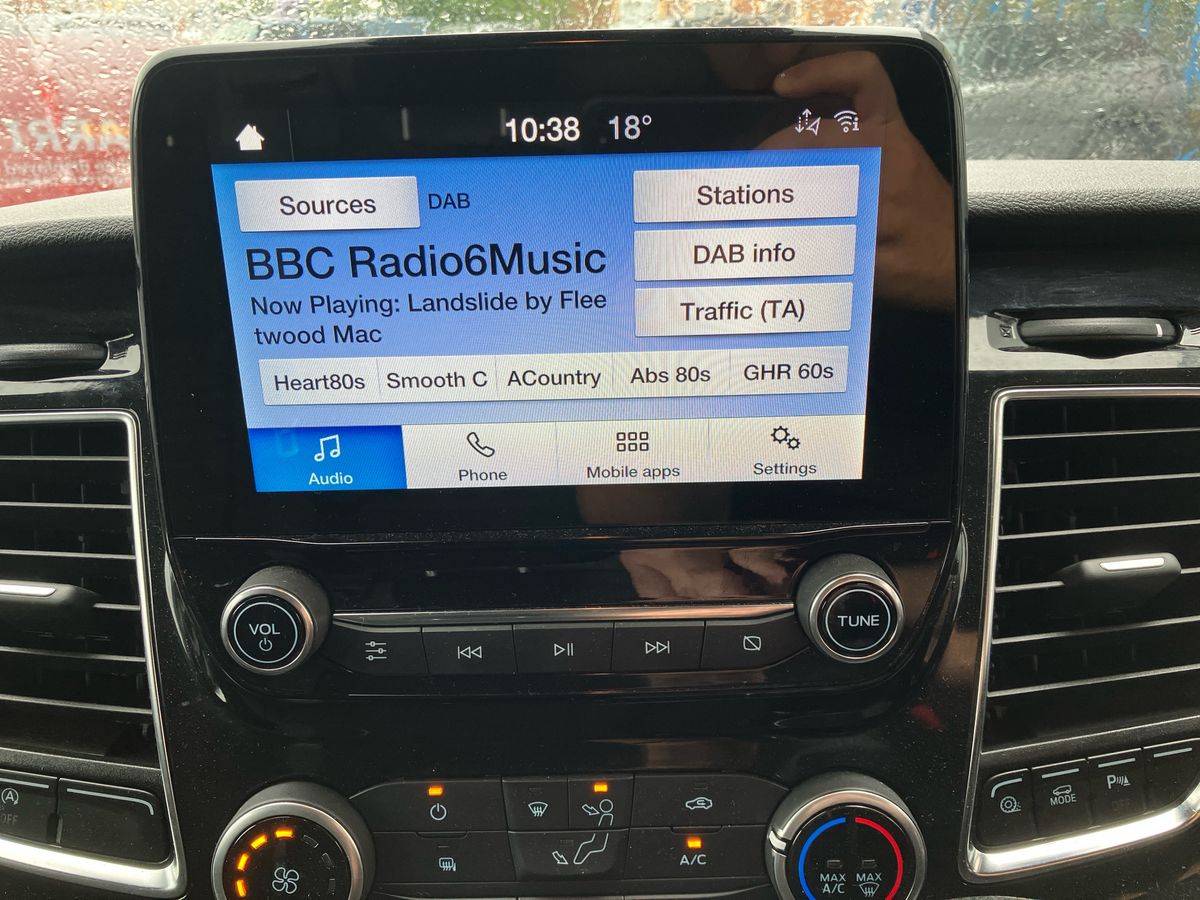 10:38 18°
Sources DAB Stations
BBC Radio6Music DAB info
Now Playing: Landslide by Flee
twood Mac
Traffic (TA)
Heart80s Smooth C ACountry Abs 80s GHR 60s
Audio Phone Mobile apps Settings
VOL TUNE
A
OFF
MODE
P
A/C
MAX
A/C
MAX